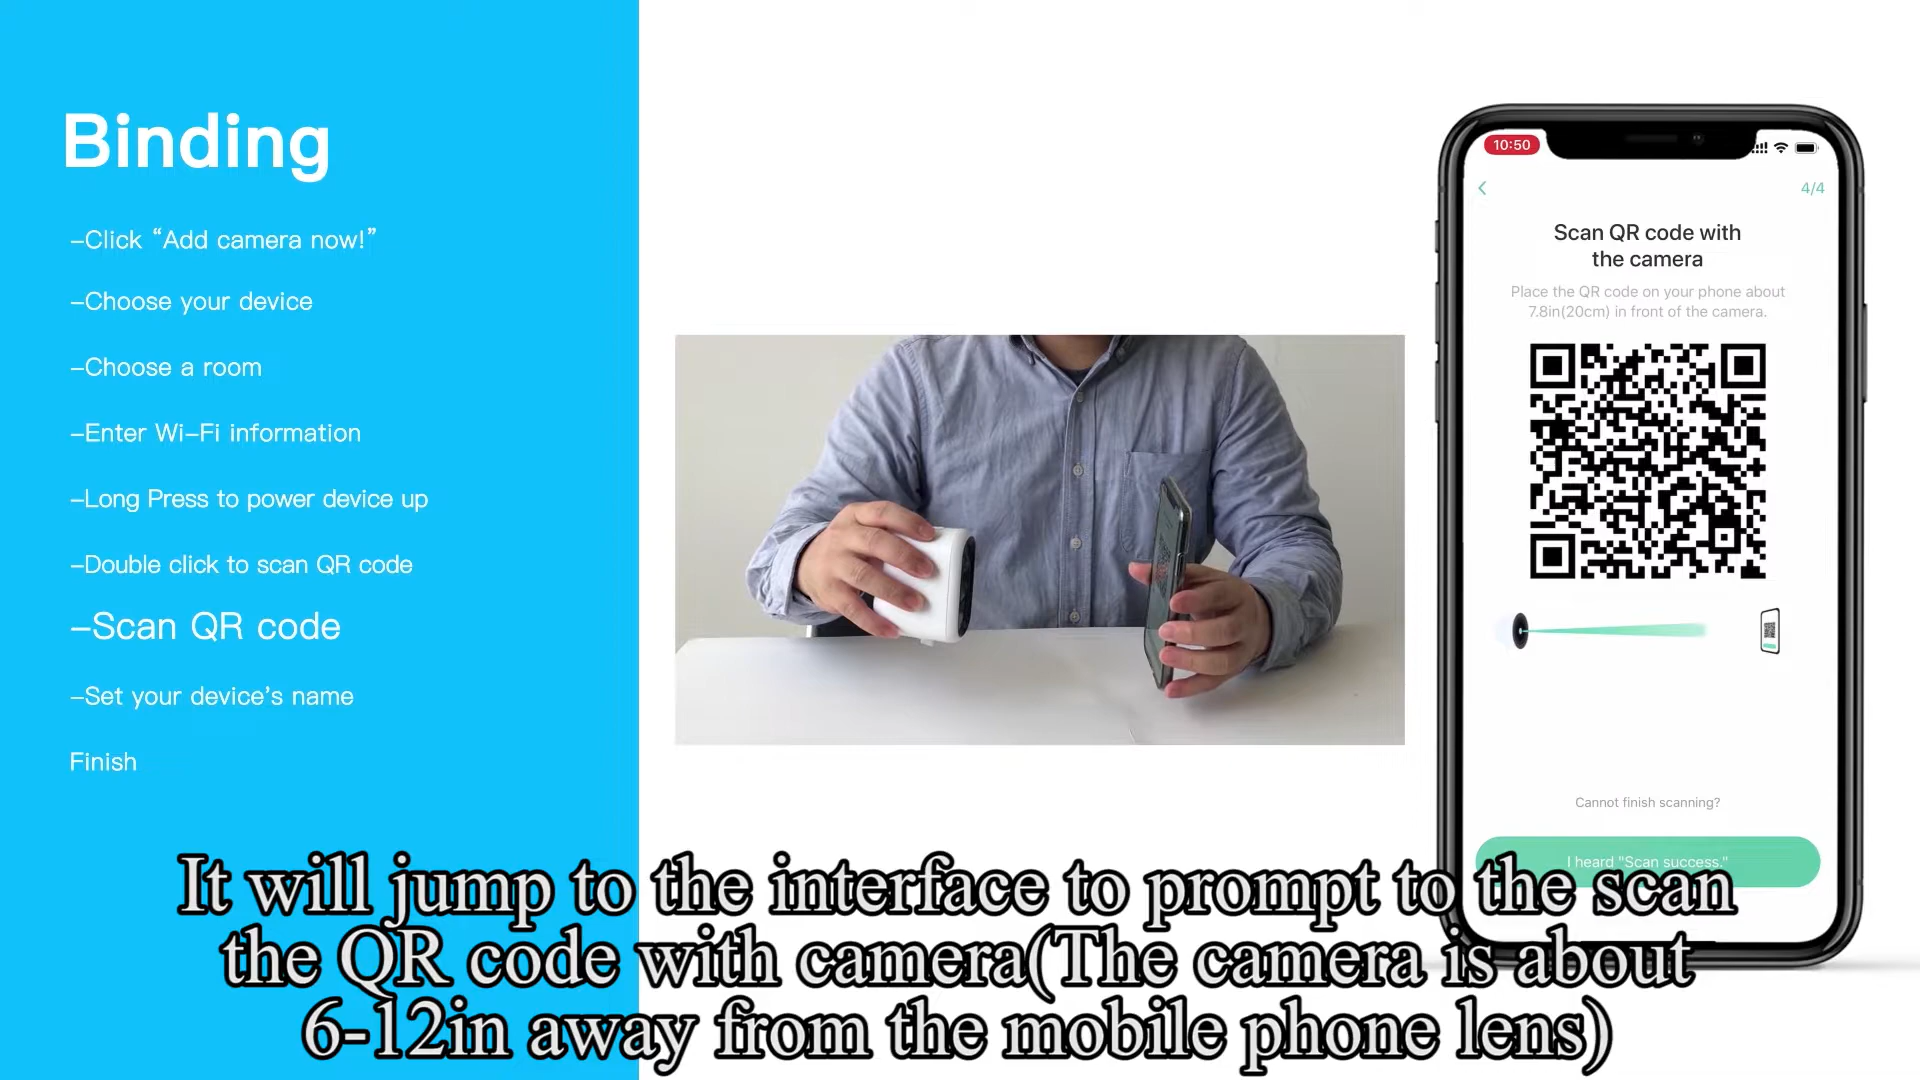 Binding
–Click “Add camera now!”
–Choose your device
–Choose a room
–Enter Wi–Fi information
–Long Press to power device up
–Double click to scan QR code
–Scan QR code
–Set your device’s name
Finish
10:50
4/4
Scan QR code with
the camera
Place the QR code on your phone about
7.8in(20cm) in front of the camera.
Cannot finish scanning?
I heard "Scan success."
It will jump to the interface to prompt to the scan
the QR code with camera(The camera is about
6-12in away from the mobile phone lens)